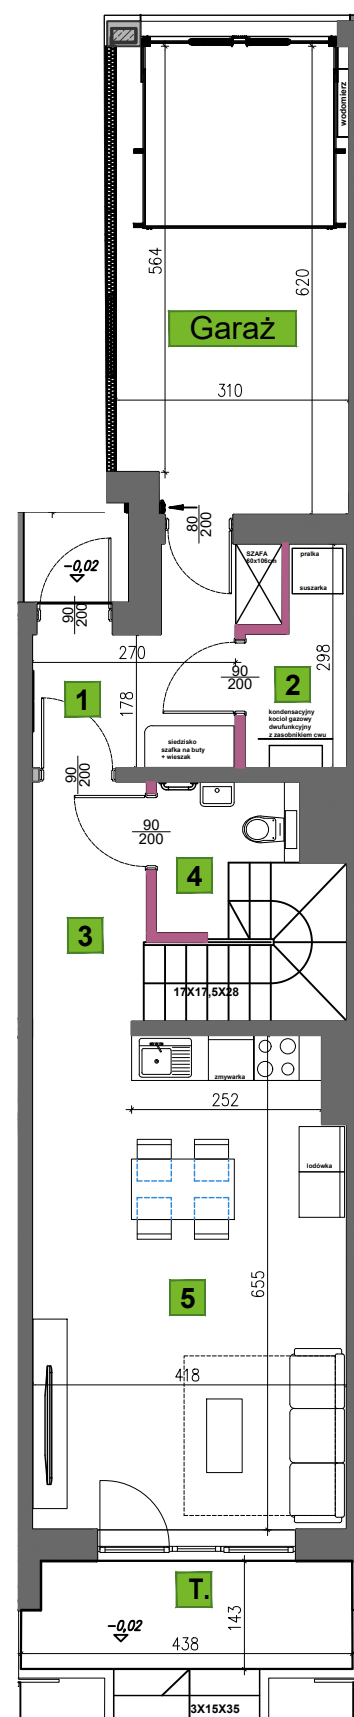 wodomierz
564
620
Garaż
310
80
200
-0,02
SZAFA
60x106cm
pralka
suszarka
90
200
270
298
90
200
1
2
178
kondensacyjny
kocioł gazowy
dwufunkcyjny
z zasobnikiem cwu
siedzisko
szafka na buty
+ wieszak
90
200
90
200
4
3
17X17,5X28
zmywarka
252
lodówka
655
5
418
T.
-0,02
143
438
3X15X35